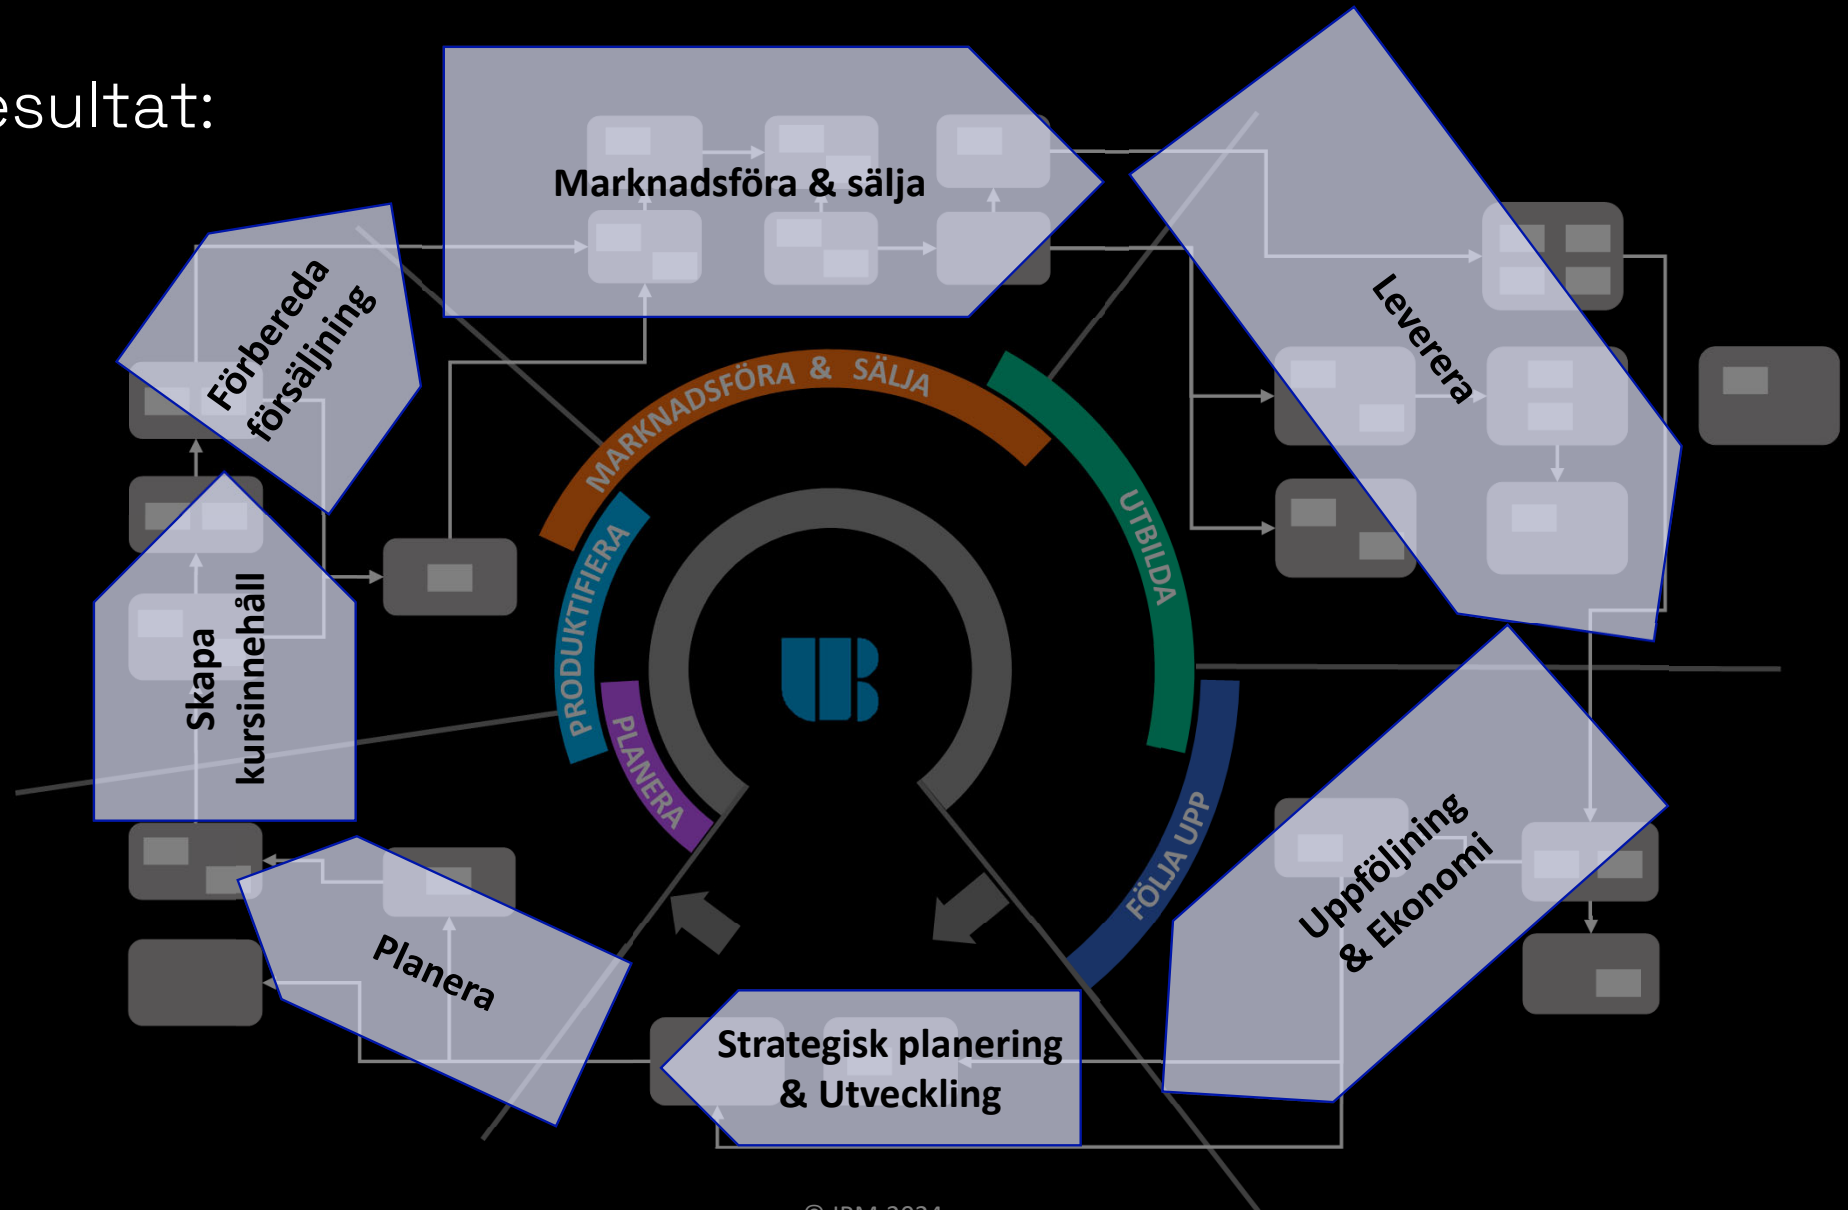 esultat:
Marknadsföra & sälja
Leverera
Förbereda
försäljning
MARKNADSFÖRA & SÄLJA
UTBILDA
PRODUKTIFIERA
Skapa
kursinnehåll
PLANERA
FÖLJA UPP
Uppföljning
& Ekonomi
Planera
Strategisk planering
& Utveckling